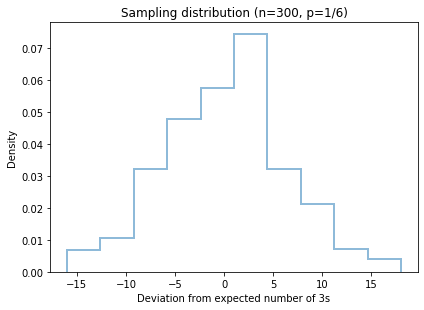 Sampling distribution (n=300, p=1/6)
Density
0.07
0.06
0.05
0.04
0.03
0.02
0.01
0.00
−15 −10 −5 0 5 10 15
Deviation from expected number of 3s